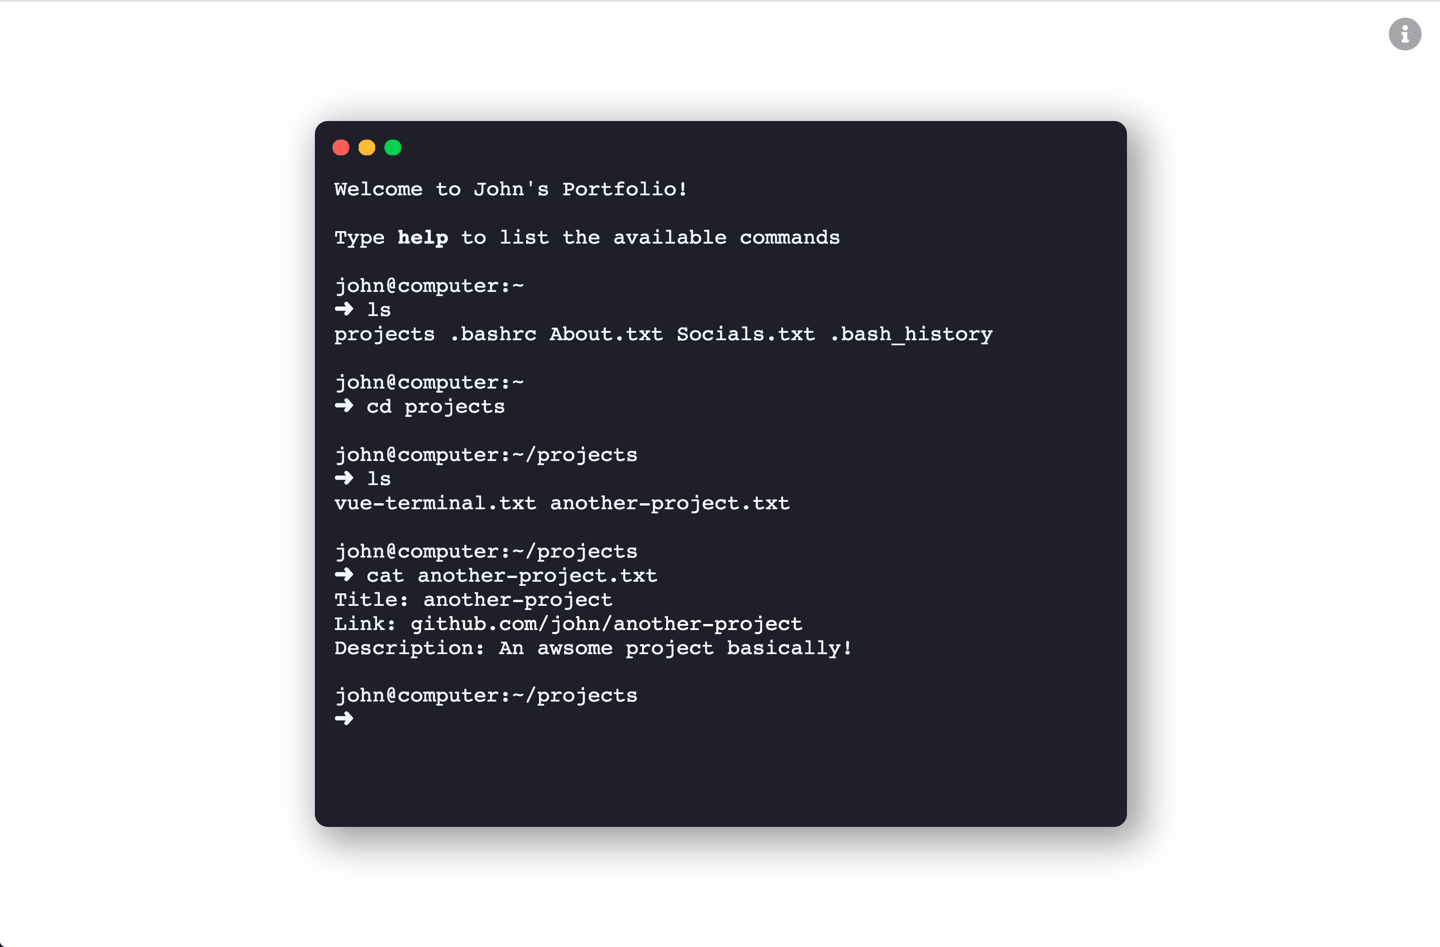 Welcome to John's Portfolio!
Type help to list the available commands
john@computer:~
➜ ls
projects .bashrc About.txt Socials.txt .bash_history
john@computer:~
➜ cd projects
john@computer:~/projects
➜ ls
vue-terminal.txt another-project.txt
john@computer:~/projects
➜ cat another-project.txt
Title: another-project
Link: github.com/john/another-project
Description: An awsome project basically!
john@computer:~/projects
➜